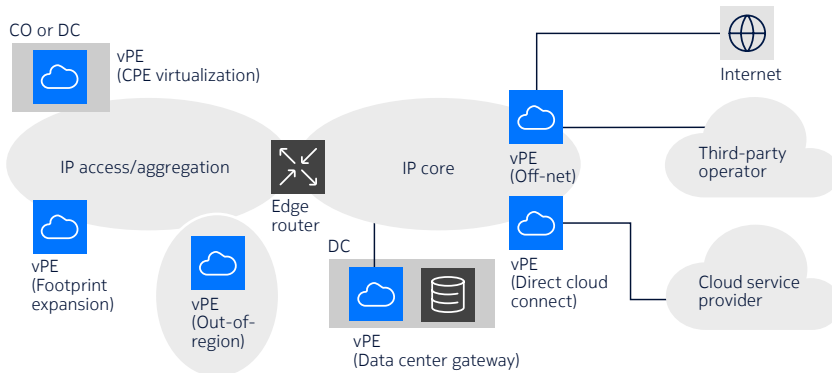 CO or DC
vPE
(CPE virtualization)
Internet
IP access/aggregation
IP core
vPE
(Off-net)
Third-party
operator
Edge
router
vPE
(Footprint
expansion)
vPE
(Out-of-
region)
DC
vPE
(Data center gateway)
vPE
(Direct cloud
connect)
Cloud service
provider